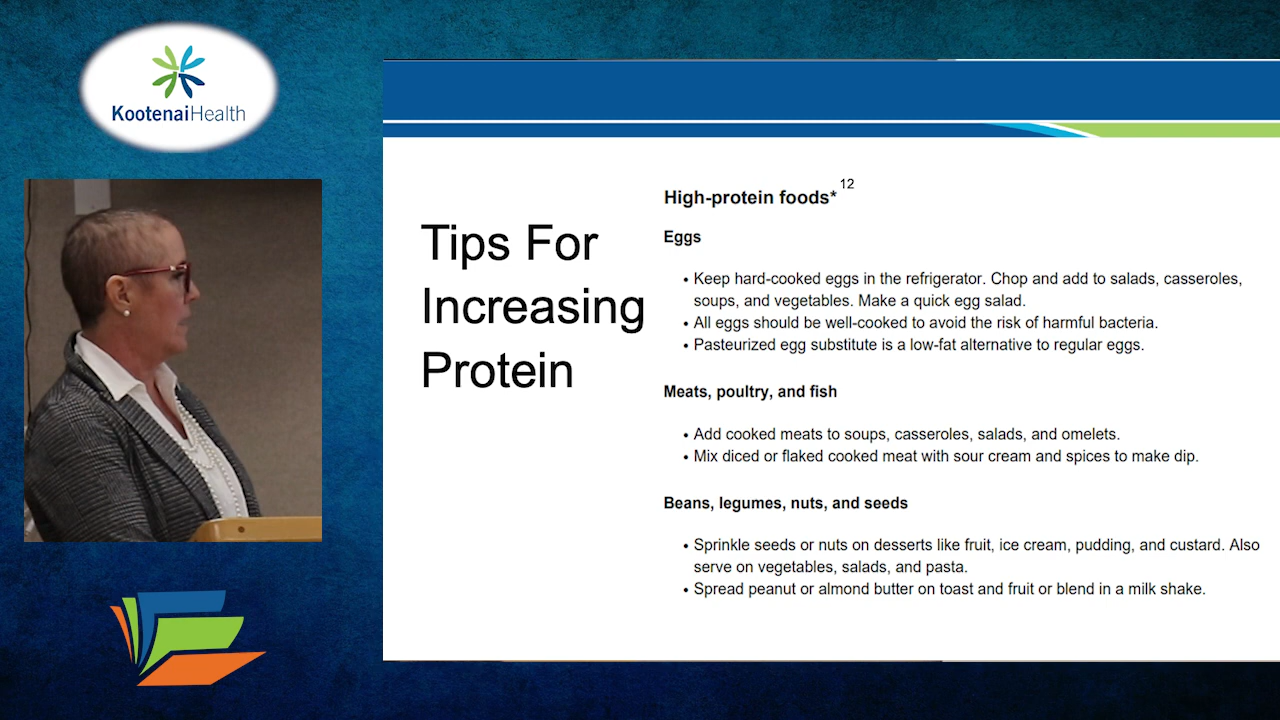 KootenaiHealth
Tips For
Increasing
Protein
High-protein foods* 12
Eggs
• Keep hard-cooked eggs in the refrigerator. Chop and add to salads, casseroles,
soups, and vegetables. Make a quick egg salad.
• All eggs should be well-cooked to avoid the risk of harmful bacteria.
• Pasteurized egg substitute is a low-fat alternative to regular eggs.
Meats, poultry, and fish
• Add cooked meats to soups, casseroles, salads, and omelets.
• Mix diced or flaked cooked meat with sour cream and spices to make dip.
Beans, legumes, nuts, and seeds
• Sprinkle seeds or nuts on desserts like fruit, ice cream, pudding, and custard. Also
serve on vegetables, salads, and pasta.
• Spread peanut or almond butter on toast and fruit or blend in a milk shake.